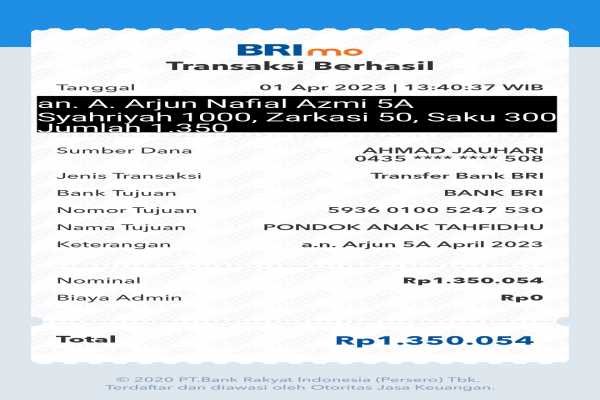 BRImo
Transaksi Berhasil
Tanggal 01 Apr 2023 | 13:40:37 WIB
an. A. Arjun Nafial Azmi 5A
Syahriyah 1000, Zarkasi 50, Saku 300
Jumlah 1.350
Sumber Dana AHMAD JAUHARI
0435 **** **** 508
Jenis Transaksi Transfer Bank BRI
Bank Tujuan BANK BRI
Nomor Tujuan 5936 0100 5247 530
Nama Tujuan PONDOK ANAK TAHFIDHU
Keterangan a.n. Arjun 5A April 2023
Nominal Rp1.350.054
Biaya Admin Rp0
Total Rp1.350.054
© 2020 PT.Bank Rakyat Indonesia (Persero) Tbk.
Terdaftar dan diawasi oleh Otoritas Jasa Keuangan.